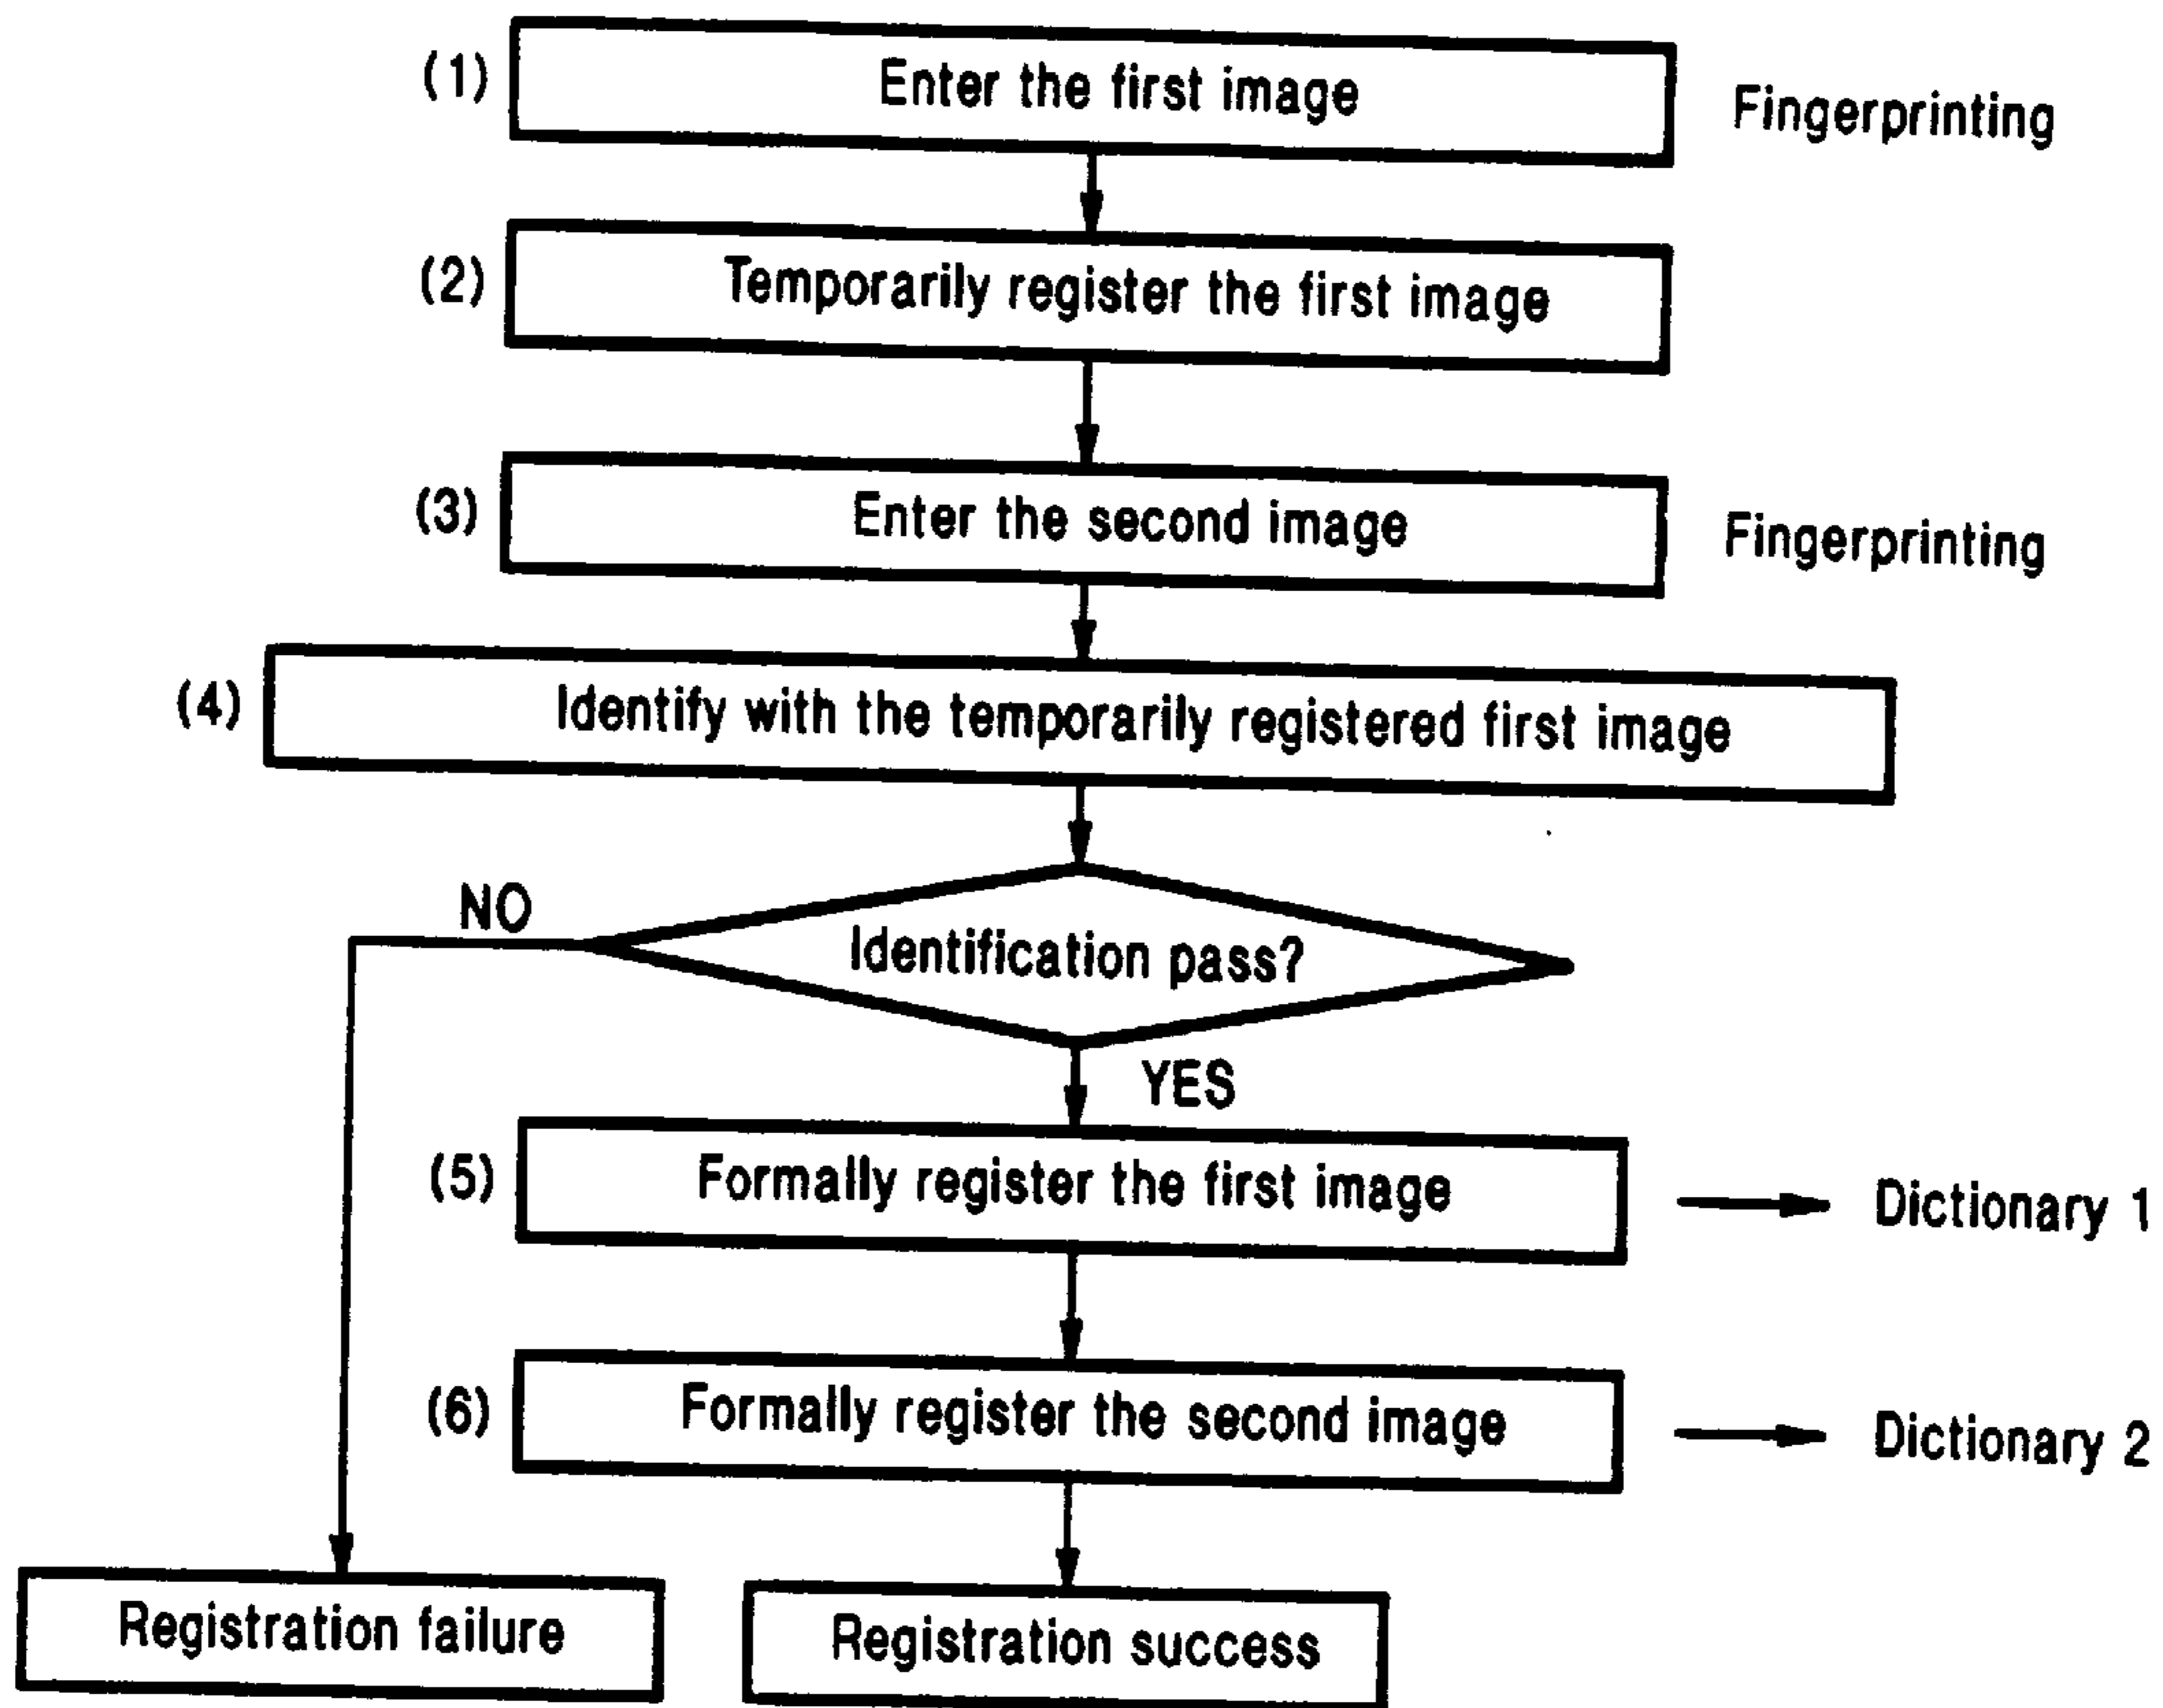 (1) Enter the first image Fingerprinting
(2) Temporarily register the first image
(3) Enter the second image Fingerprinting
(4) Identify with the temporarily registered first image
NO
Identification pass?
YES
(5) Formally register the first image Dictionary 1
(6) Formally register the second image Dictionary 2
Registration failure
Registration success